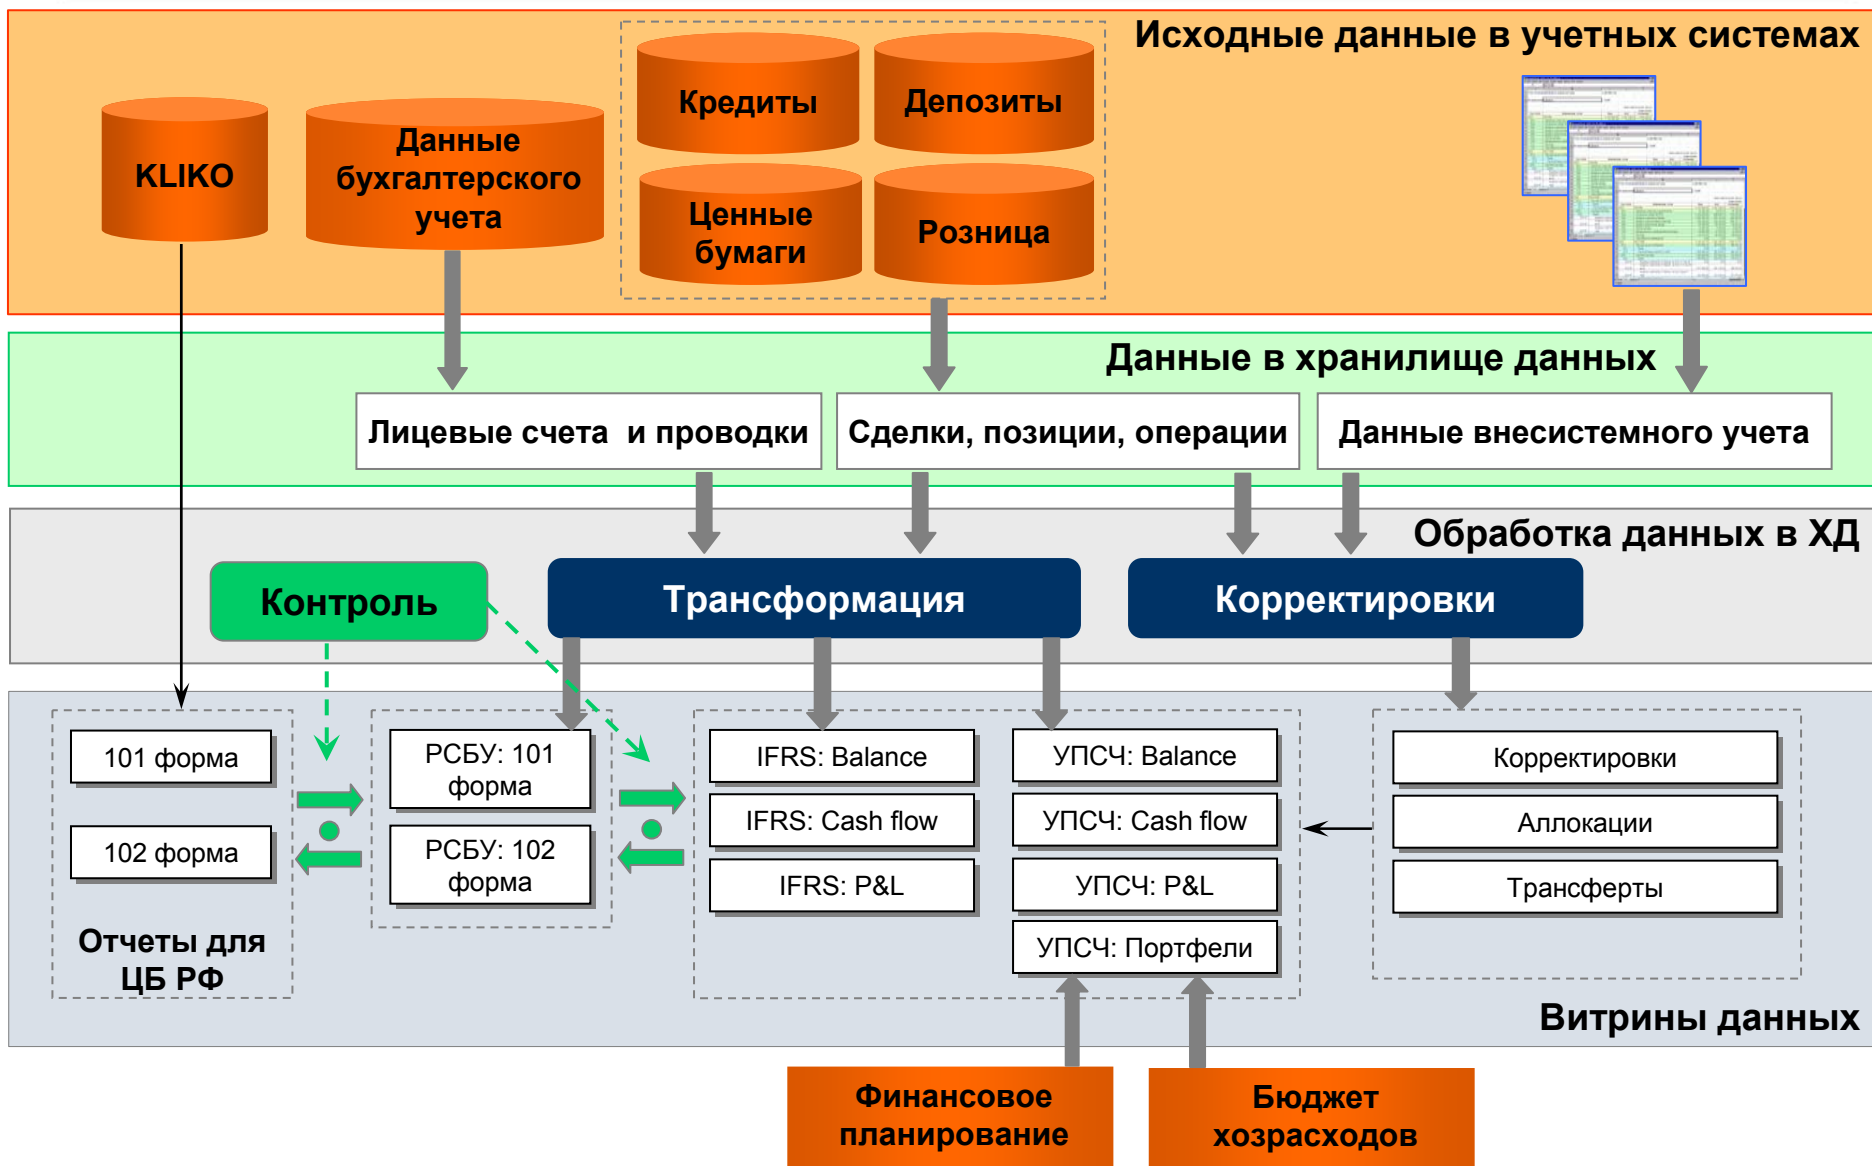 Исходные данные в учетных системах
KLIKO
Данные
бухгалтерского
учета
Кредиты
Депозиты
Ценные
бумаги
Розница
Данные в хранилище данных
Лицевые счета  и проводки
Сделки, позиции, операции
Данные внесистемного учета
Обработка данных в ХД
Контроль
Трансформация
Корректировки
101 форма
102 форма
Отчеты для
ЦБ РФ
РСБУ: 101
форма
РСБУ: 102
форма
IFRS: Balance
IFRS: Cash flow
IFRS: P&L
УПСЧ: Balance
УПСЧ: Cash flow
УПСЧ: P&L
УПСЧ: Портфели
Корректировки
Аллокации
Трансферты
Витрины данных
Финансовое
планирование
Бюджет
хозрасходов